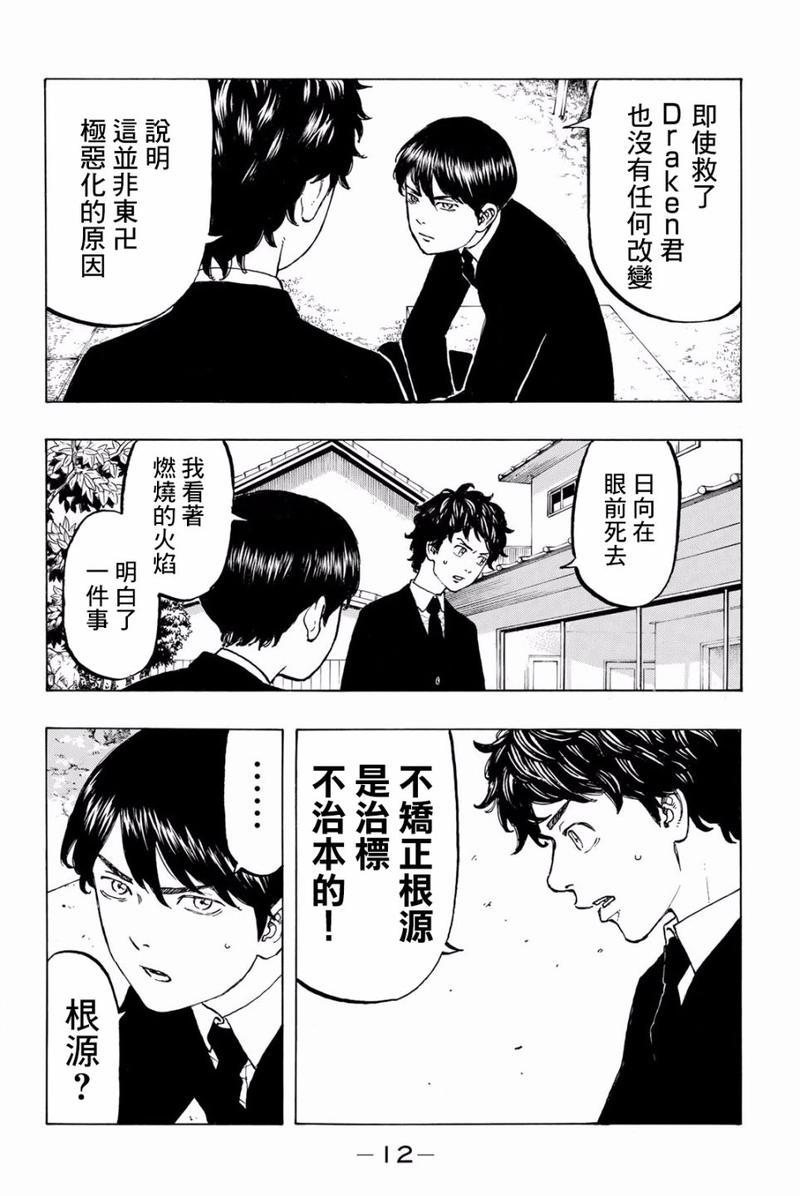 即使救了
Draken君
也沒有任何改變
說明
這並非東卍
極惡化的原因
日向在
眼前死去
我看著
燃燒的火焰
明白了
一件事
不矯正根源
是治標
不治本的！
……
根源？
—12—